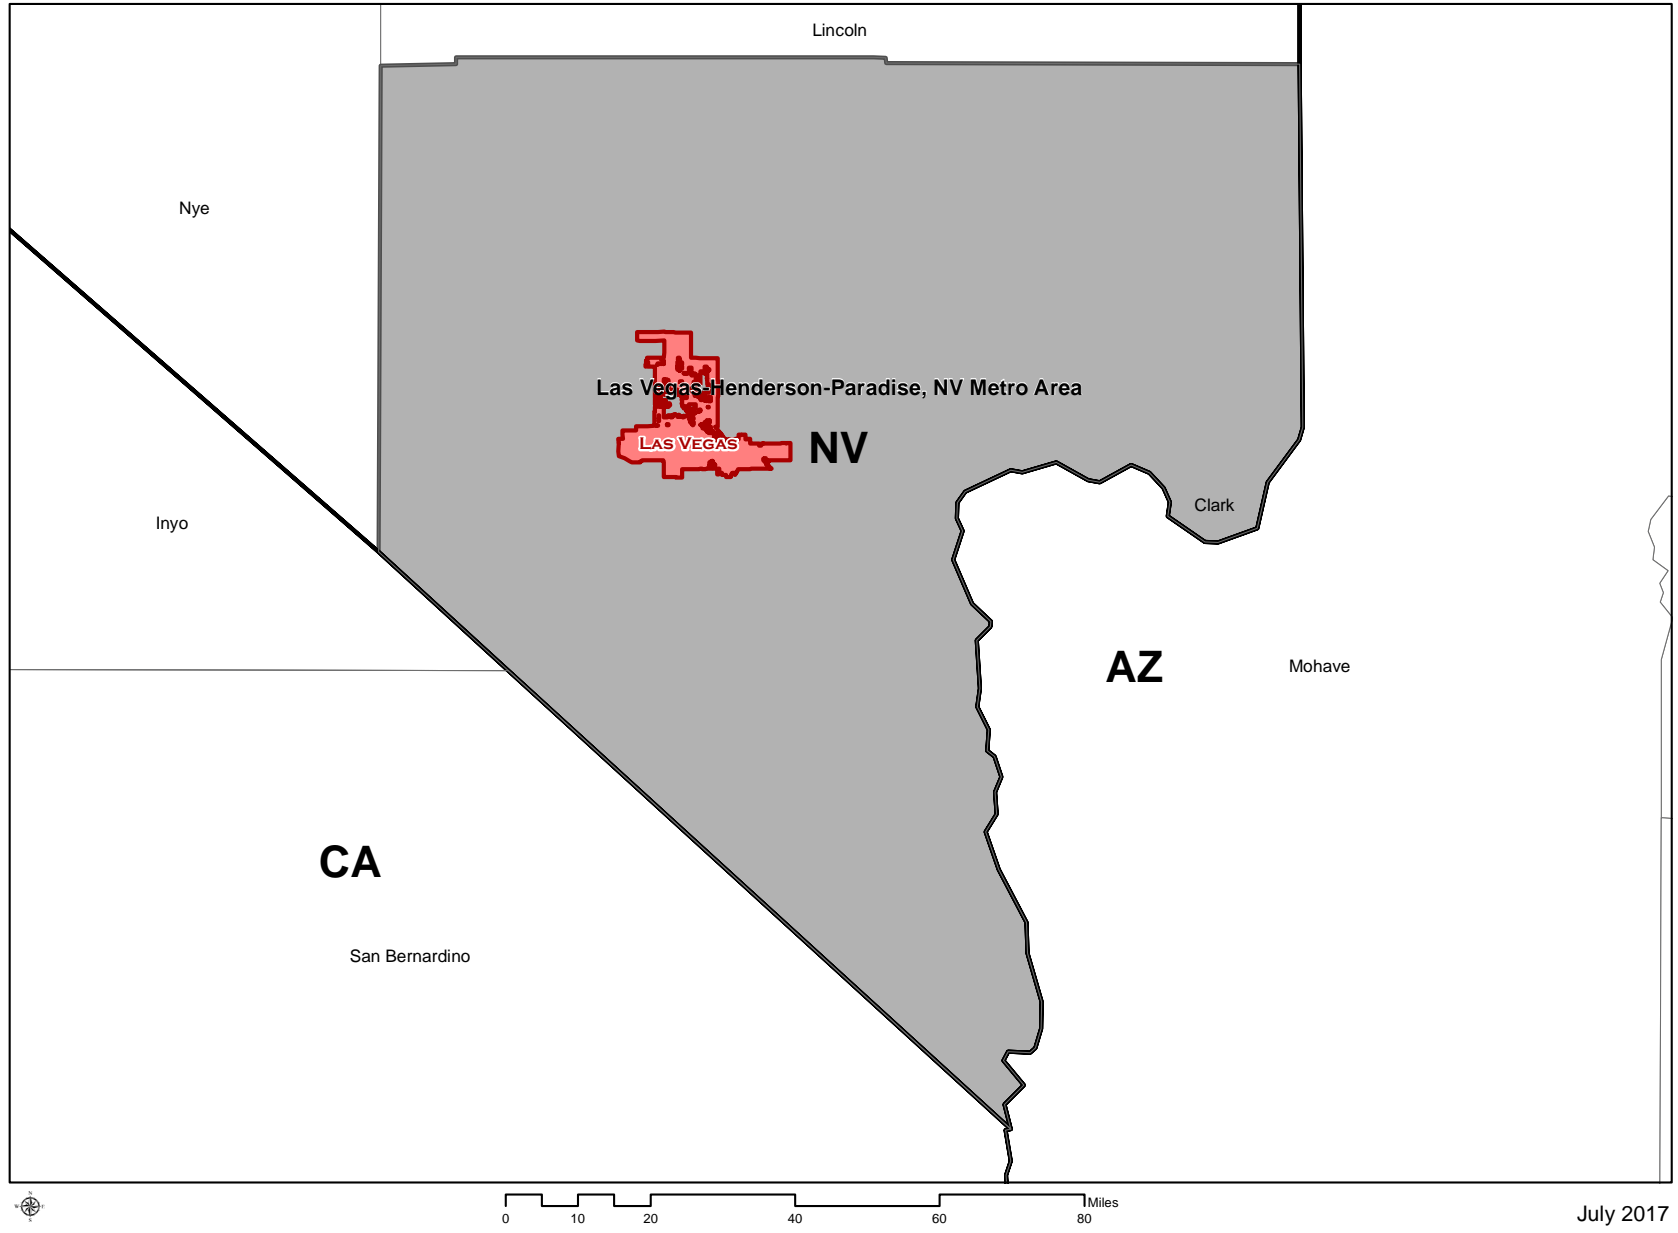 Lincoln
Nye
Las Vegas-Henderson-Paradise, NV Metro Area
LAS VEGAS
NV
Clark
Inyo
AZ
Mohave
CA
San Bernardino
N
W E
S
0 10 20 40 60 80 Miles
July 2017